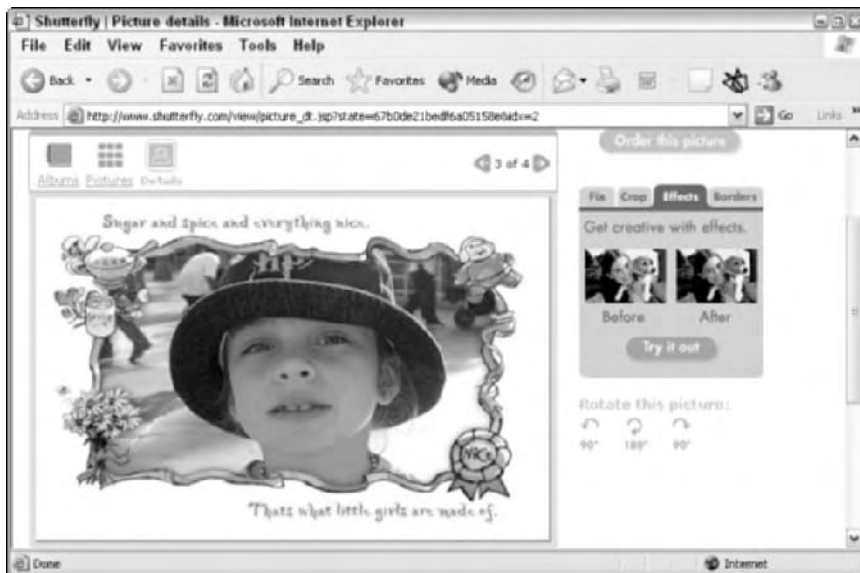 Shutterfly | Picture details - Microsoft Internet Explorer
File Edit View Favorites Tools Help
Back Search Favorites Media
Address http://www.shutterfly.com/view/picture_dt.jsp?state=67b0de21bedf6a05158e&idx=2 Go Links »
Albums Pictures Details
3 of 4
Order this picture
Sugar and spice and everything nice.
Thats what little girls are made of.
Fix Crop Effects Borders
Get creative with effects.
Before After
Try it out
Rotate this picture:
90° 180° 90°
Done Internet